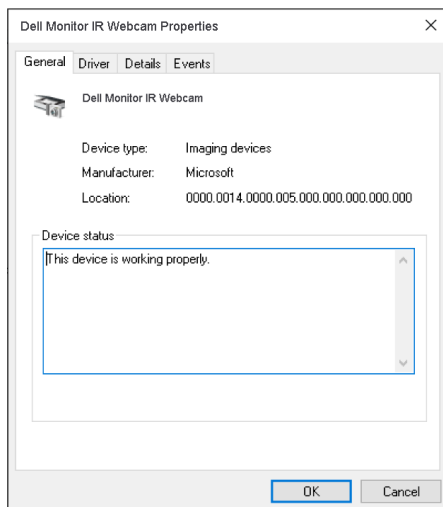 Dell Monitor IR Webcam Properties
General Driver Details Events
Dell Monitor IR Webcam
Device type: Imaging devices
Manufacturer: Microsoft
Location: 0000.0014.0000.005.000.000.000.000.000
Device status
This device is working properly.
OK Cancel